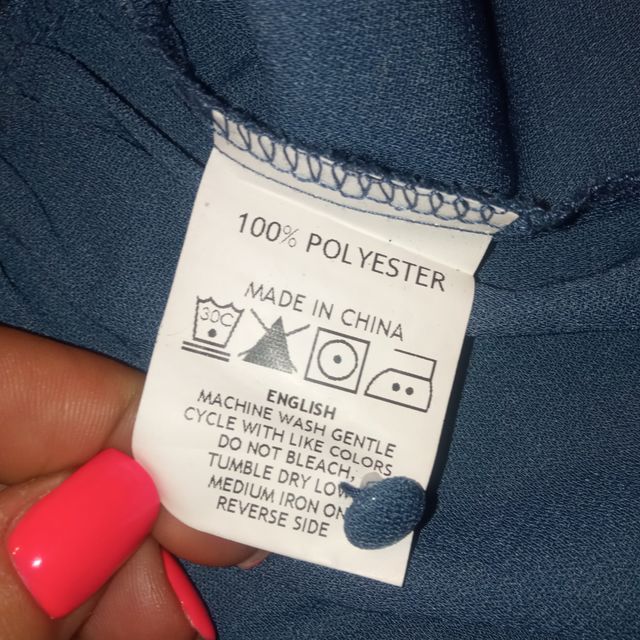 100% POLYESTER
MADE IN CHINA
30C
ENGLISH
MACHINE WASH GENTLE
CYCLE WITH LIKE COLORS
DO NOT BLEACH,
TUMBLE DRY LOW
MEDIUM IRON ON
REVERSE SIDE